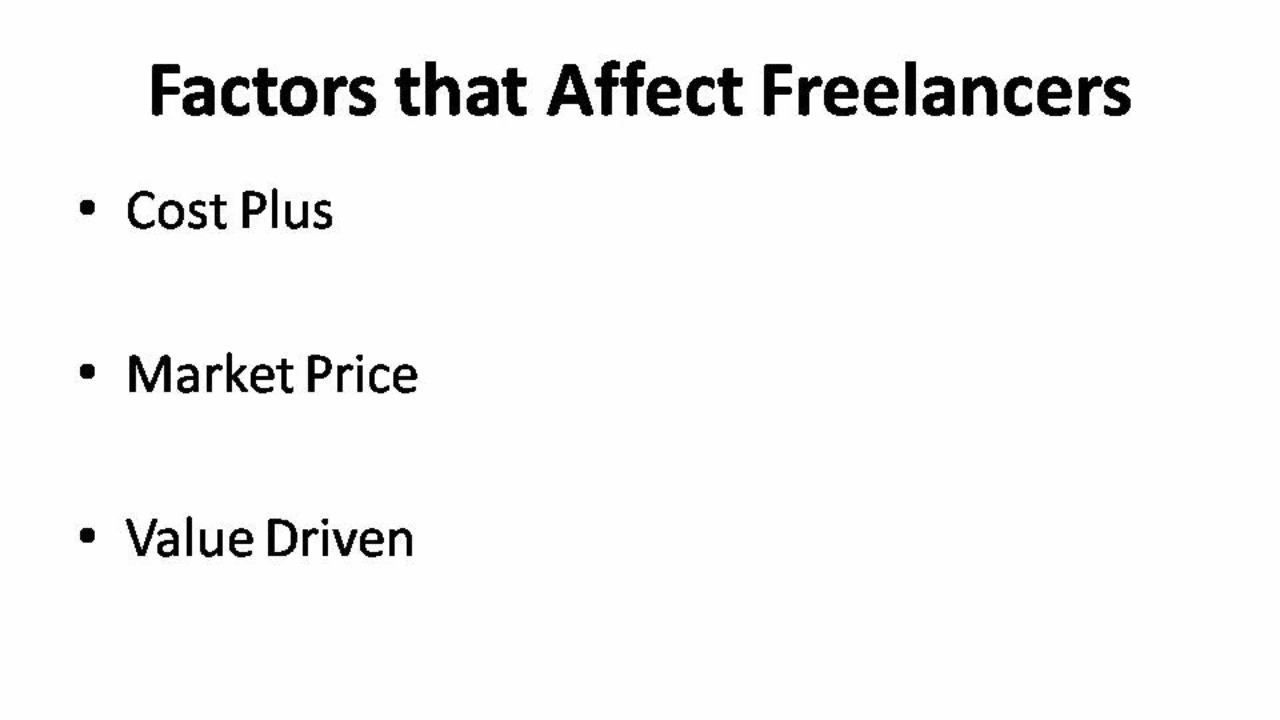 Factors that Affect Freelancers
• Cost Plus
• Market Price
• Value Driven